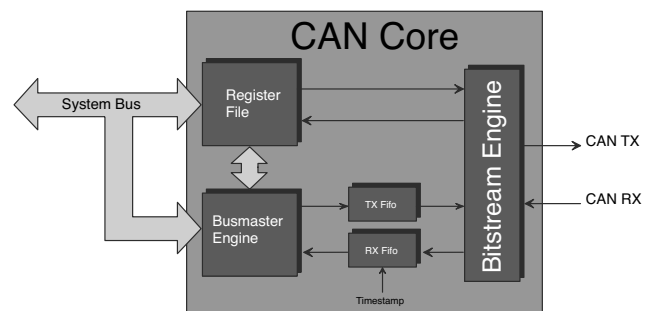 CAN Core
System Bus
Register
File
Bitstream Engine
CAN TX
CAN RX
Busmaster
Engine
TX Fifo
RX Fifo
Timestamp